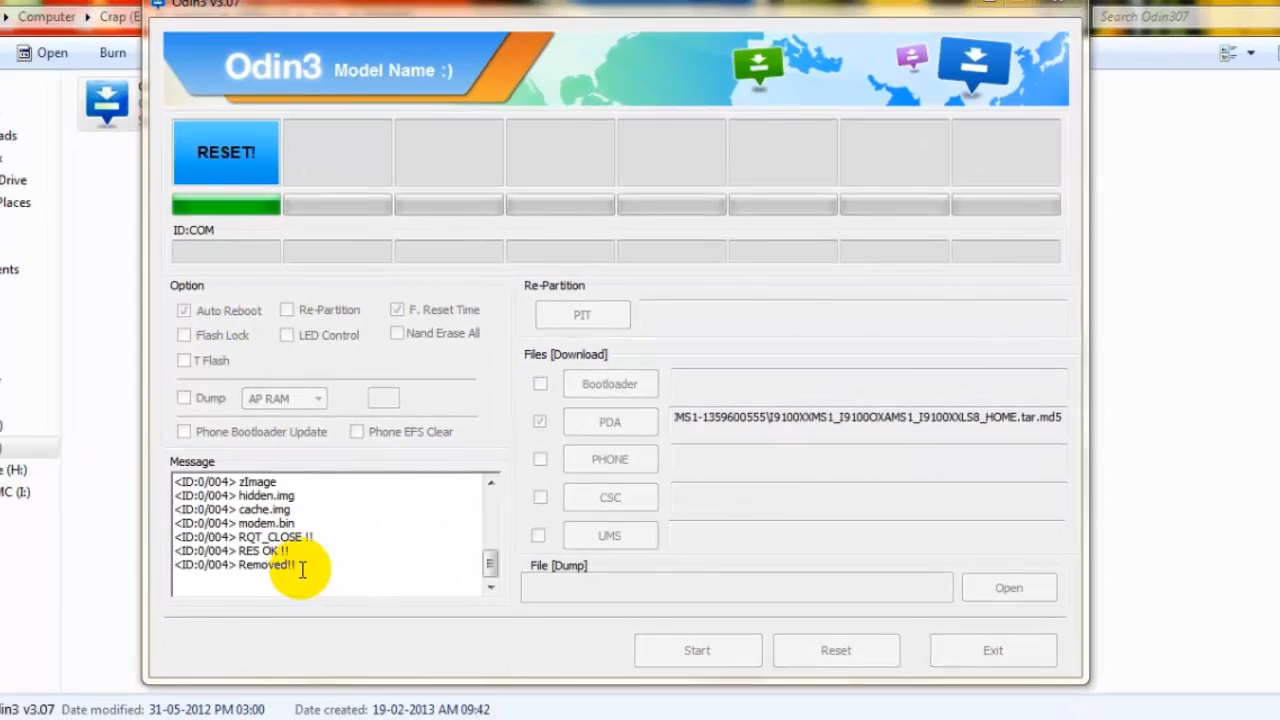 Odin3 v3.07
Computer
Crap (E
Search Odin307
Open
Burn
Odin3 Model Name :)
RESET!
ID:COM
Option
Auto Reboot
Re-Partition
F. Reset Time
Flash Lock
LED Control
Nand Erase All
T Flash
Dump
AP RAM
Phone Bootloader Update
Phone EFS Clear
Message
<ID:0/004> zImage
<ID:0/004> hidden.img
<ID:0/004> cache.img
<ID:0/004> modem.bin
<ID:0/004> RQT_CLOSE !!
<ID:0/004> RES OK !!
<ID:0/004> Removed!!
Re-Partition
PIT
Files [Download]
Bootloader
PDA
MS1-1359600555\I9100XXMS1_I9100OXAMS1_I9100XXLS8_HOME.tar.md5
PHONE
CSC
UMS
File [Dump]
Open
Start
Reset
Exit
ads
x
Drive
Places
ents
)
)
e (H:)
MC (I:)
din3 v3.07 Date modified: 31-05-2012 PM 03:00 Date created: 19-02-2013 AM 09:42